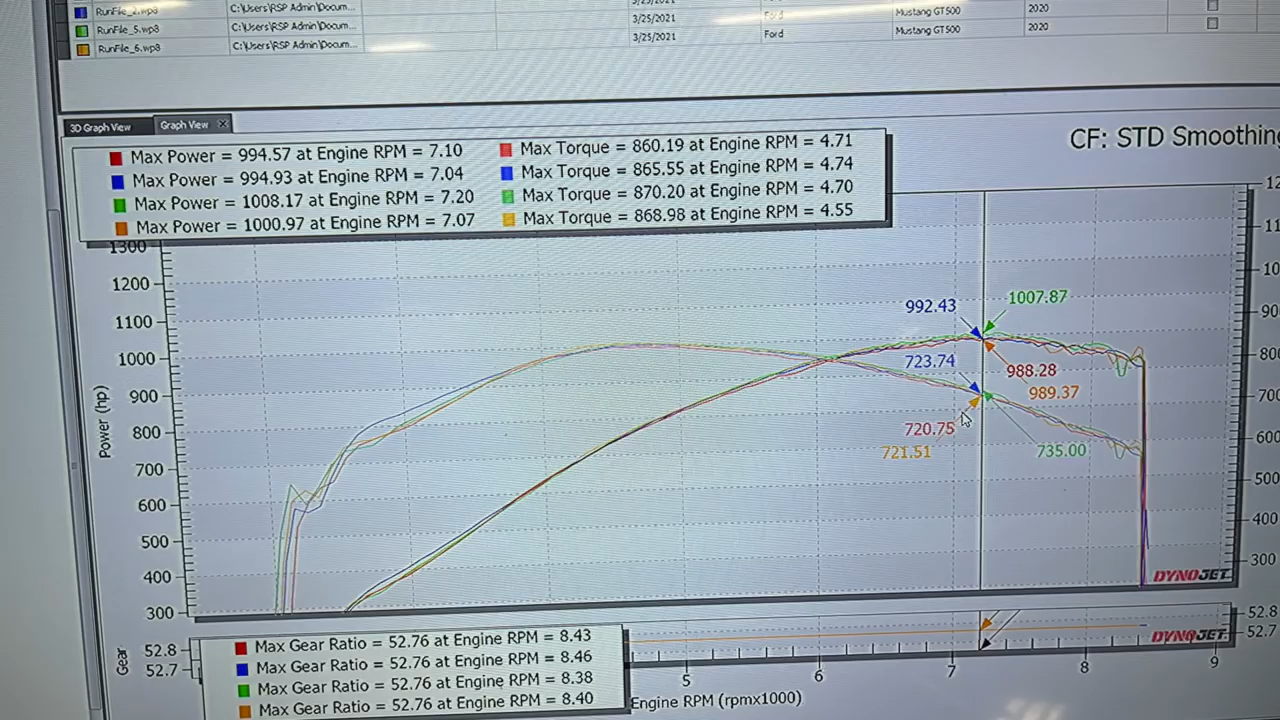 RunFile_2.wp8 C:\Users\RSP Admin\Docum... 3/25/2021 Mustang GT500 2020
RunFile_5.wp8 C:\Users\RSP Admin\Docum... 3/25/2021 Ford Mustang GT500 2020
RunFile_6.wp8 C:\Users\RSP Admin\Docum... 3/25/2021 Ford Mustang GT500 2020
3D Graph View Graph View
CF: STD Smoothing
Max Power = 994.57 at Engine RPM = 7.10 Max Torque = 860.19 at Engine RPM = 4.71
Max Power = 994.93 at Engine RPM = 7.04 Max Torque = 865.55 at Engine RPM = 4.74
Max Power = 1008.17 at Engine RPM = 7.20 Max Torque = 870.20 at Engine RPM = 4.70
Max Power = 1000.97 at Engine RPM = 7.07 Max Torque = 868.98 at Engine RPM = 4.55
1300
1200
1100
1000
900
800
700
600
500
400
300
Power (hp)
992.43 1007.87
723.74 988.28
989.37
720.75
721.51 735.00
12
11
10
90
800
700
600
500
400
300
DYNOJET
Gear
52.8
52.7
Max Gear Ratio = 52.76 at Engine RPM = 8.43
Max Gear Ratio = 52.76 at Engine RPM = 8.46
Max Gear Ratio = 52.76 at Engine RPM = 8.38
Max Gear Ratio = 52.76 at Engine RPM = 8.40
52.8
52.7
DYNOJET
5 6 7 8 9
Engine RPM (rpmx1000)